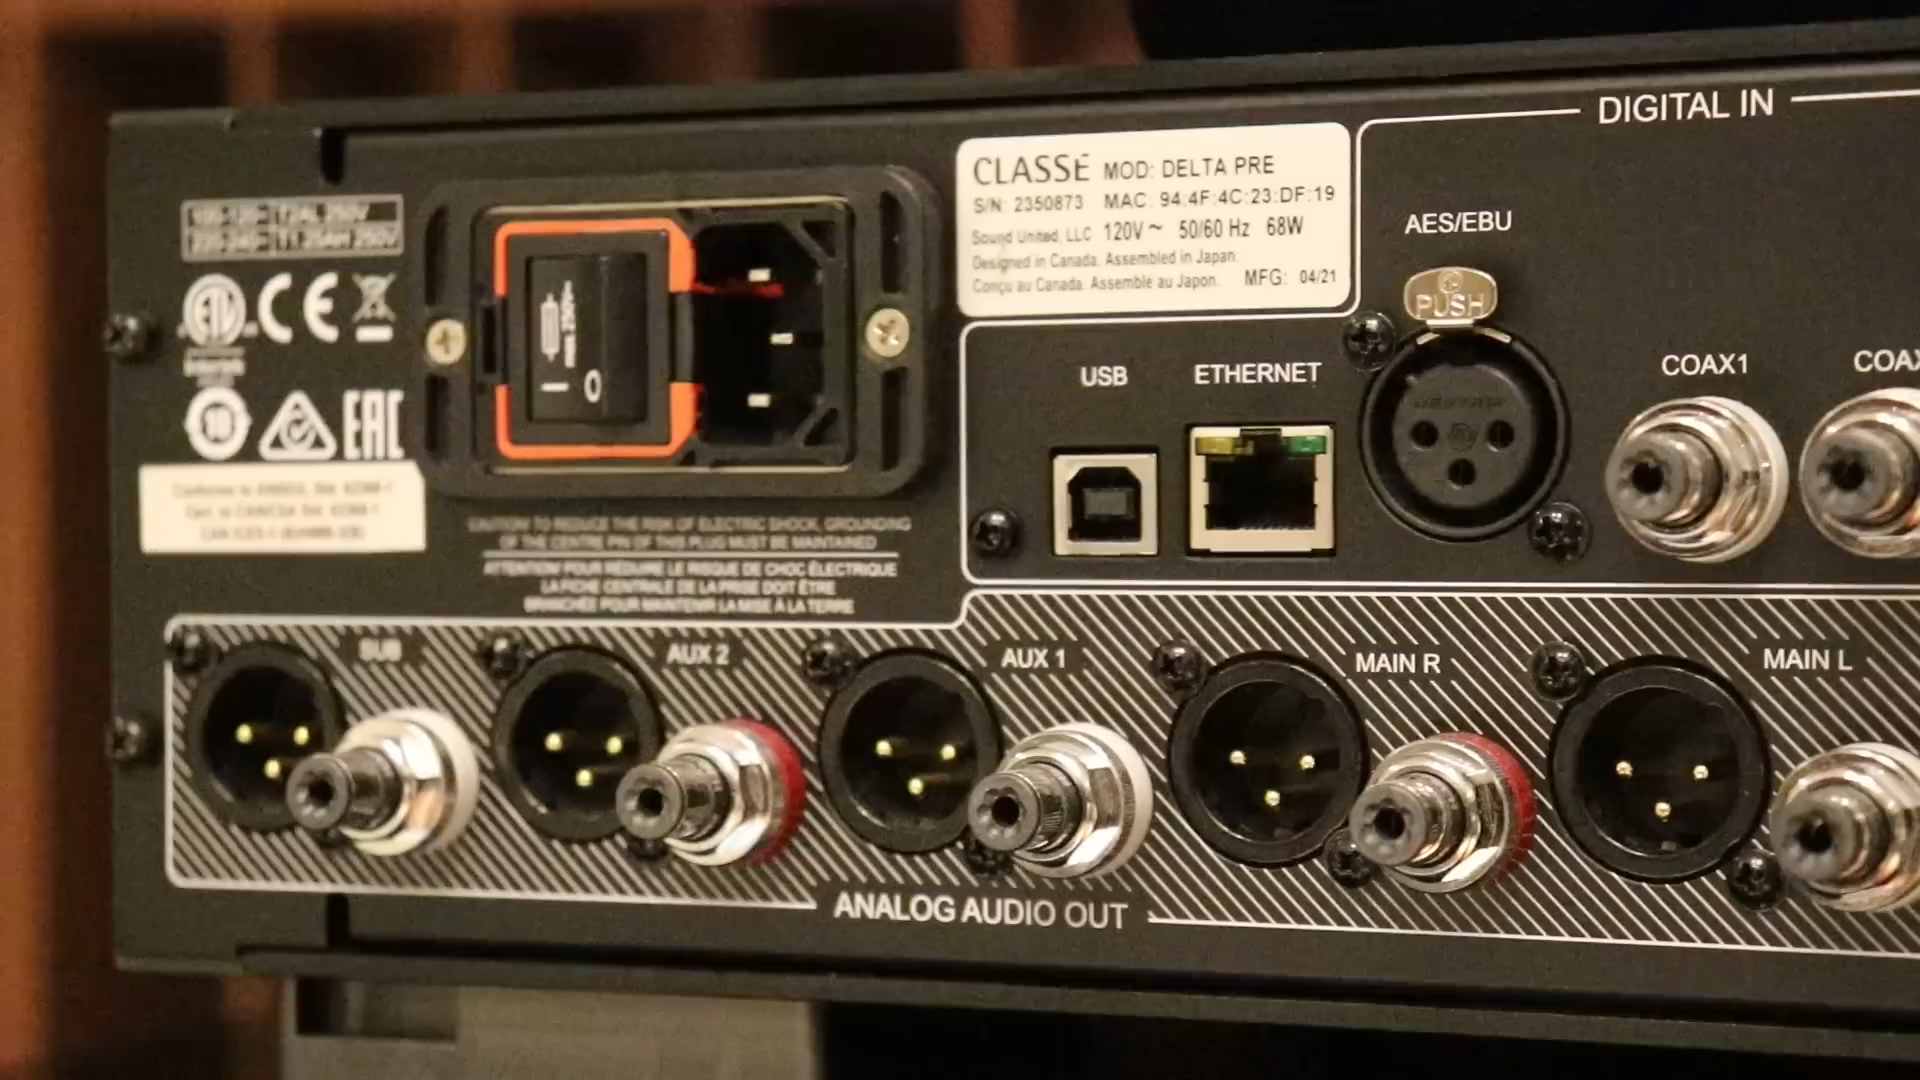 DIGITAL IN
CLASSE MOD: DELTA PRE
S/N: 2350873 MAC: 94:4F:4C:23:DF:19
Sound United, LLC 120V ~ 50/60 Hz 68W
Designed in Canada. Assembled in Japan.
Conçu au Canada. Assemblé au Japon. MFG: 04/21
AES/EBU
PUSH
USB
ETHERNET
COAX1
COAX
max 250V~
I O
CE
10
EAC
CAUTION TO REDUCE THE RISK OF ELECTRIC SHOCK, GROUNDING
OF THE CENTRE PIN OF THIS PLUG MUST BE MAINTAINED
ATTENTION POUR RÉDUIRE LE RISQUE DE CHOC ÉLECTRIQUE
LA FICHE CENTRALE DE LA PRISE DOIT ÊTRE
BRANCHÉE POUR MAINTENIR LA MISE À LA TERRE
SUB
AUX 2
AUX 1
MAIN R
MAIN L
ANALOG AUDIO OUT